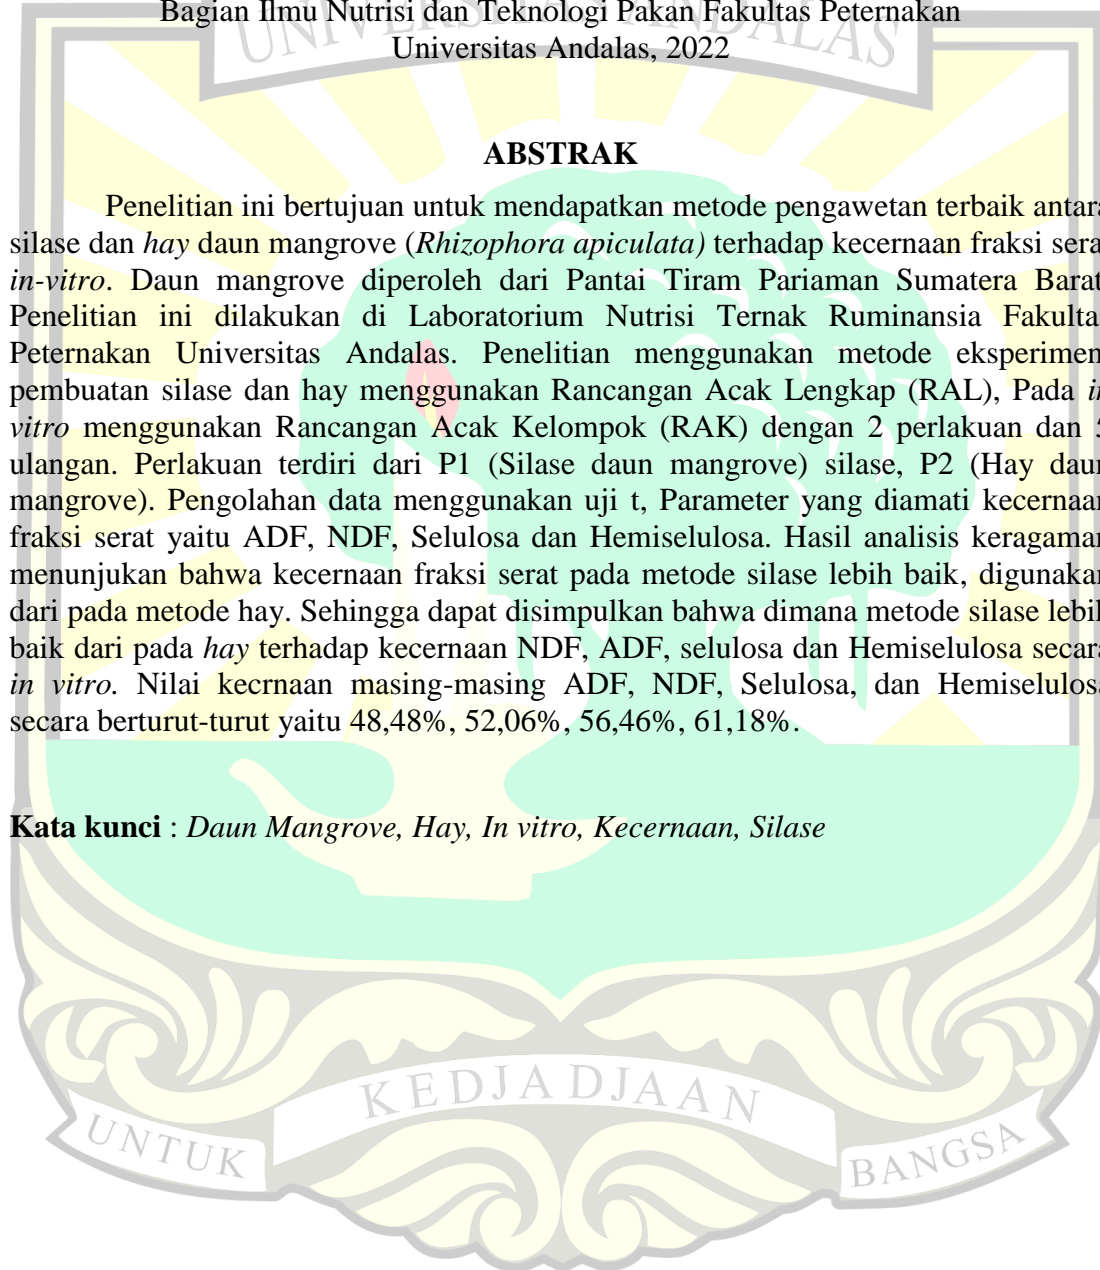 UNIVERSITAS ANDALAS
Bagian Ilmu Nutrisi dan Teknologi Pakan Fakultas Peternakan
Universitas Andalas, 2022
ABSTRAK
Penelitian ini bertujuan untuk mendapatkan metode pengawetan terbaik antara
silase dan hay daun mangrove (Rhizophora apiculata) terhadap kecernaan fraksi sera
in-vitro. Daun mangrove diperoleh dari Pantai Tiram Pariaman Sumatera Barat
Penelitian ini dilakukan di Laboratorium Nutrisi Ternak Ruminansia Fakulta
Peternakan Universitas Andalas. Penelitian menggunakan metode eksperimen
pembuatan silase dan hay menggunakan Rancangan Acak Lengkap (RAL), Pada in
vitro menggunakan Rancangan Acak Kelompok (RAK) dengan 2 perlakuan dan 5
ulangan. Perlakuan terdiri dari P1 (Silase daun mangrove) silase, P2 (Hay daun
mangrove). Pengolahan data menggunakan uji t, Parameter yang diamati kecernaan
fraksi serat yaitu ADF, NDF, Selulosa dan Hemiselulosa. Hasil analisis keragaman
menunjukan bahwa kecernaan fraksi serat pada metode silase lebih baik, digunakan
dari pada metode hay. Sehingga dapat disimpulkan bahwa dimana metode silase lebih
baik dari pada hay terhadap kecernaan NDF, ADF, selulosa dan Hemiselulosa secara
in vitro. Nilai kecrnaan masing-masing ADF, NDF, Selulosa, dan Hemiselulosa
secara berturut-turut yaitu 48,48%, 52,06%, 56,46%, 61,18%.
Kata kunci : Daun Mangrove, Hay, In vitro, Kecernaan, Silase
UNTUK KEDJADJAAN BANGSA